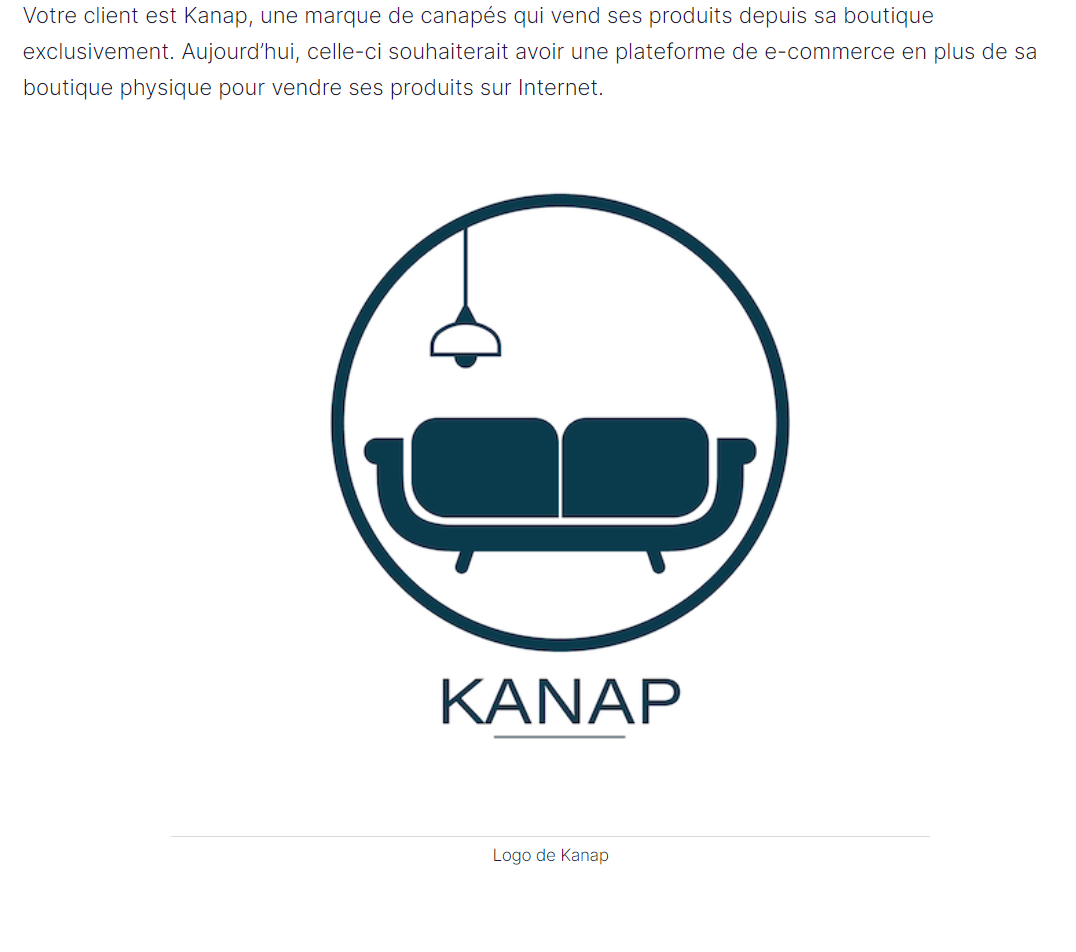 Votre client est Kanap, une marque de canapés qui vend ses produits depuis sa boutique
exclusivement. Aujourd’hui, celle-ci souhaiterait avoir une plateforme de e-commerce en plus de sa
boutique physique pour vendre ses produits sur Internet.
KANAP
Logo de Kanap